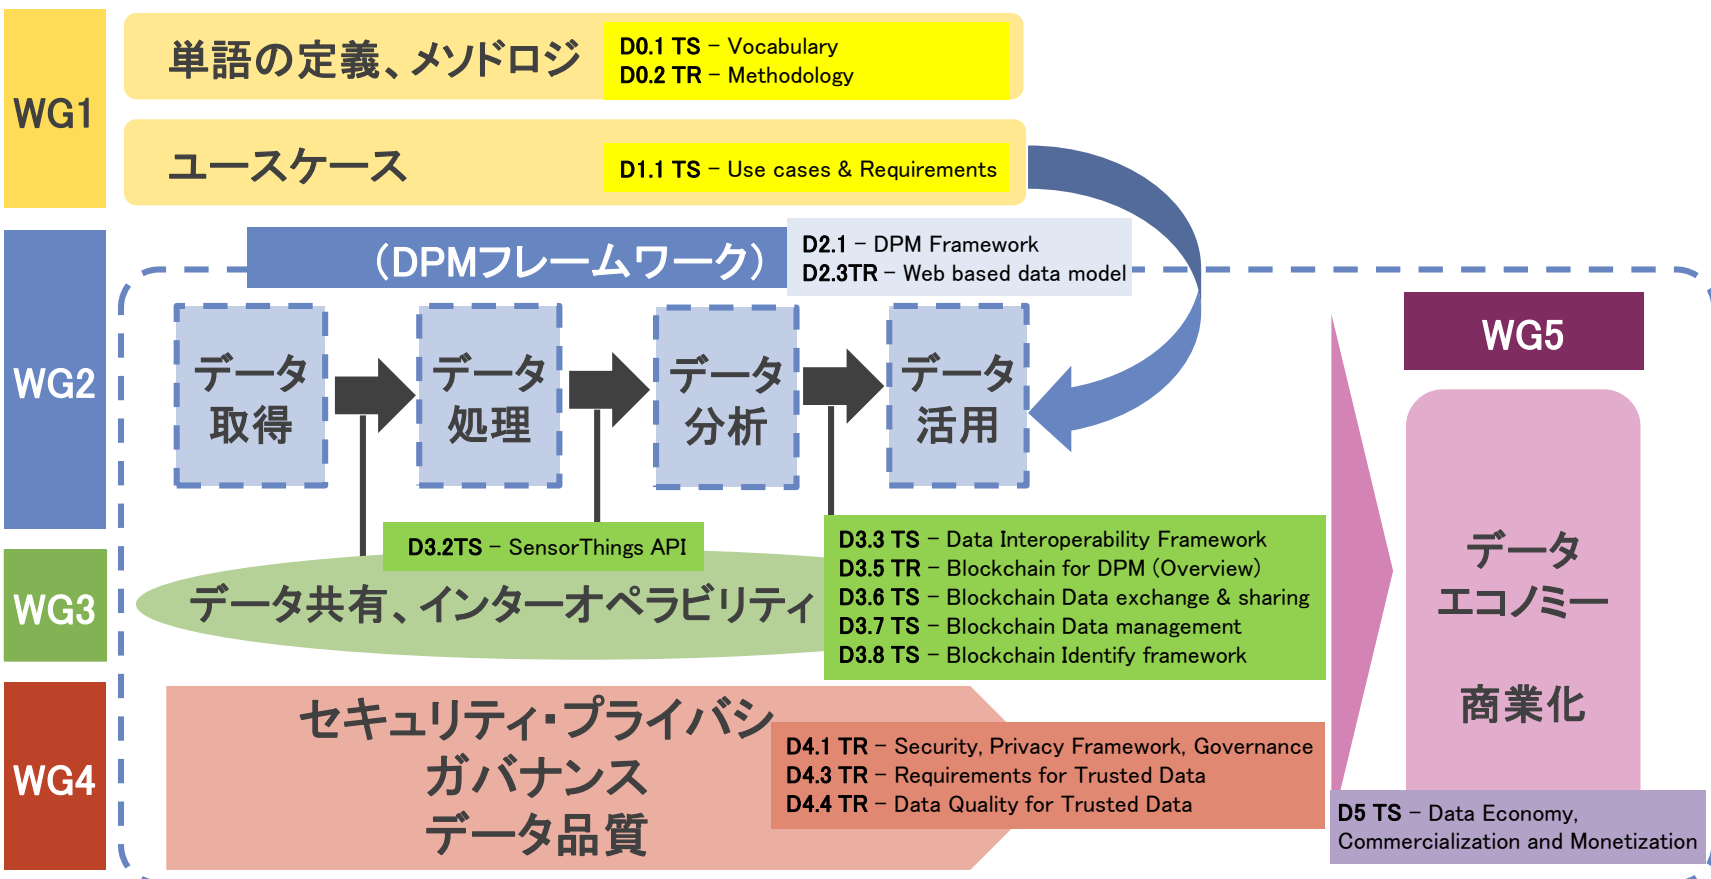 WG1
単語の定義、メソドロジ
D0.1 TS – Vocabulary
D0.2 TR – Methodology
ユースケース
D1.1 TS – Use cases & Requirements
WG2
（DPMフレームワーク）
D2.1 – DPM Framework
D2.3TR – Web based data model
データ
取得
データ
処理
データ
分析
データ
活用
WG3
D3.2TS – SensorThings API
データ共有、インターオペラビリティ
D3.3 TS – Data Interoperability Framework
D3.5 TR – Blockchain for DPM (Overview)
D3.6 TS – Blockchain Data exchange & sharing
D3.7 TS – Blockchain Data management
D3.8 TS – Blockchain Identify framework
WG4
セキュリティ・プライバシ
ガバナンス
データ品質
D4.1 TR – Security, Privacy Framework, Governance
D4.3 TR – Requirements for Trusted Data
D4.4 TR – Data Quality for Trusted Data
WG5
データ
エコノミー
商業化
D5 TS – Data Economy,
Commercialization and Monetization